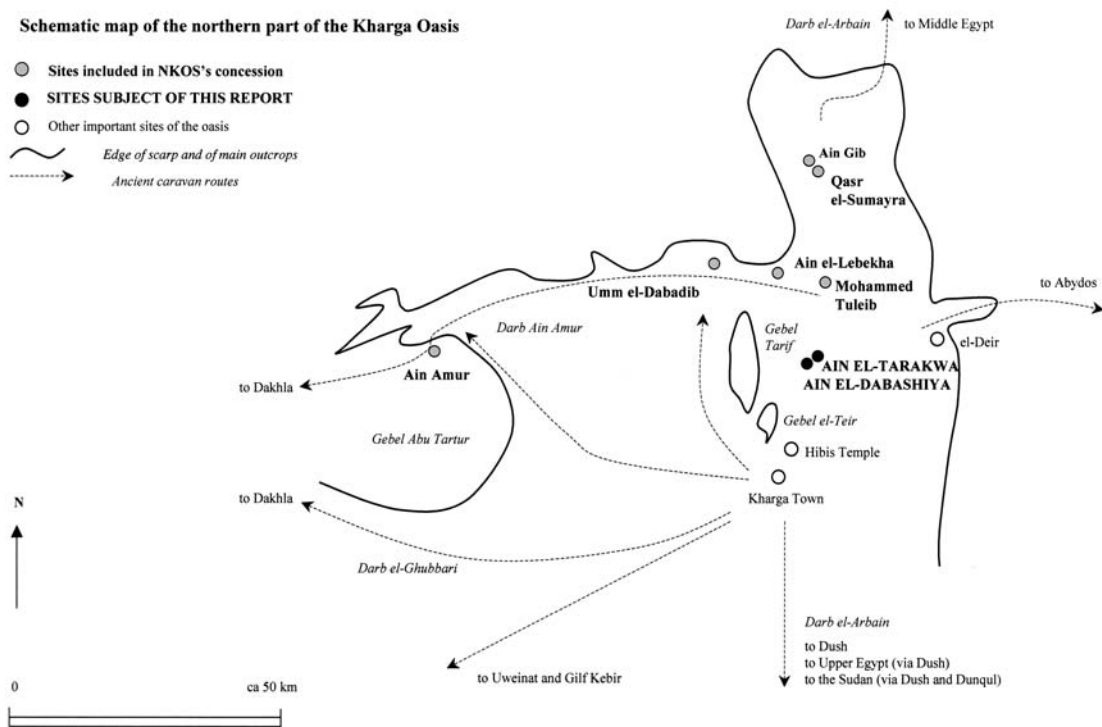 Schematic map of the northern part of the Kharga Oasis
Sites included in NKOS's concession
SITES SUBJECT OF THIS REPORT
Other important sites of the oasis
Edge of scarp and of main outcrops
Ancient caravan routes
Darb el-Arbain
to Middle Egypt
Ain Gib
Qasr
el-Sumayra
Ain el-Lebekha
Umm el-Dabadib
Mohammed
Tuleib
to Abydos
Darb Ain Amur
Gebel
Tarif
el-Deir
Ain Amur
AIN EL-TARAKWA
AIN EL-DABASHIYA
to Dakhla
Gebel el-Teir
Gebel Abu Tartur
Hibis Temple
to Dakhla
Kharga Town
N
Darb el-Ghubbari
Darb el-Arbain
to Dush
to Upper Egypt (via Dush)
to the Sudan (via Dush and Dunqul)
to Uweinat and Gilf Kebir
0
ca 50 km